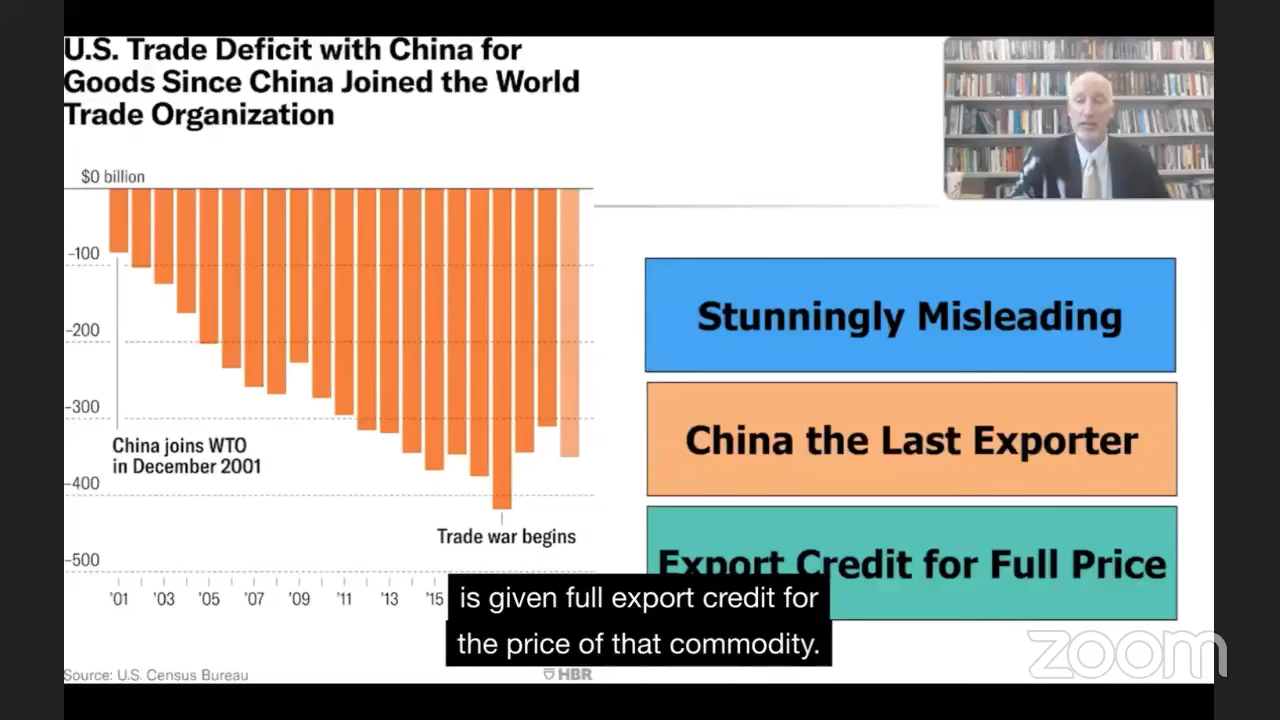 U.S. Trade Deficit with China for
Goods Since China Joined the World
Trade Organization
$0 billion
–100
–200
–300
–400
–500
China joins WTO
in December 2001
Trade war begins
'01 '03 '05 '07 '09 '11 '13 '15
Source: U.S. Census Bureau
HBR
Stunningly Misleading
China the Last Exporter
Export Credit for Full Price
is given full export credit for
the price of that commodity.
zoom